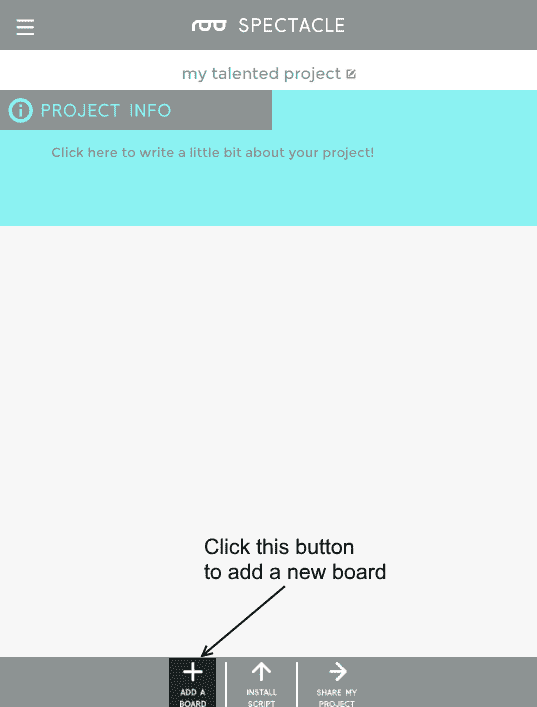 SPECTACLE
my talented project
PROJECT INFO
Click here to write a little bit about your project!
Click this button
to add a new board
ADD A
BOARD
INSTALL
SCRIPT
SHARE MY
PROJECT